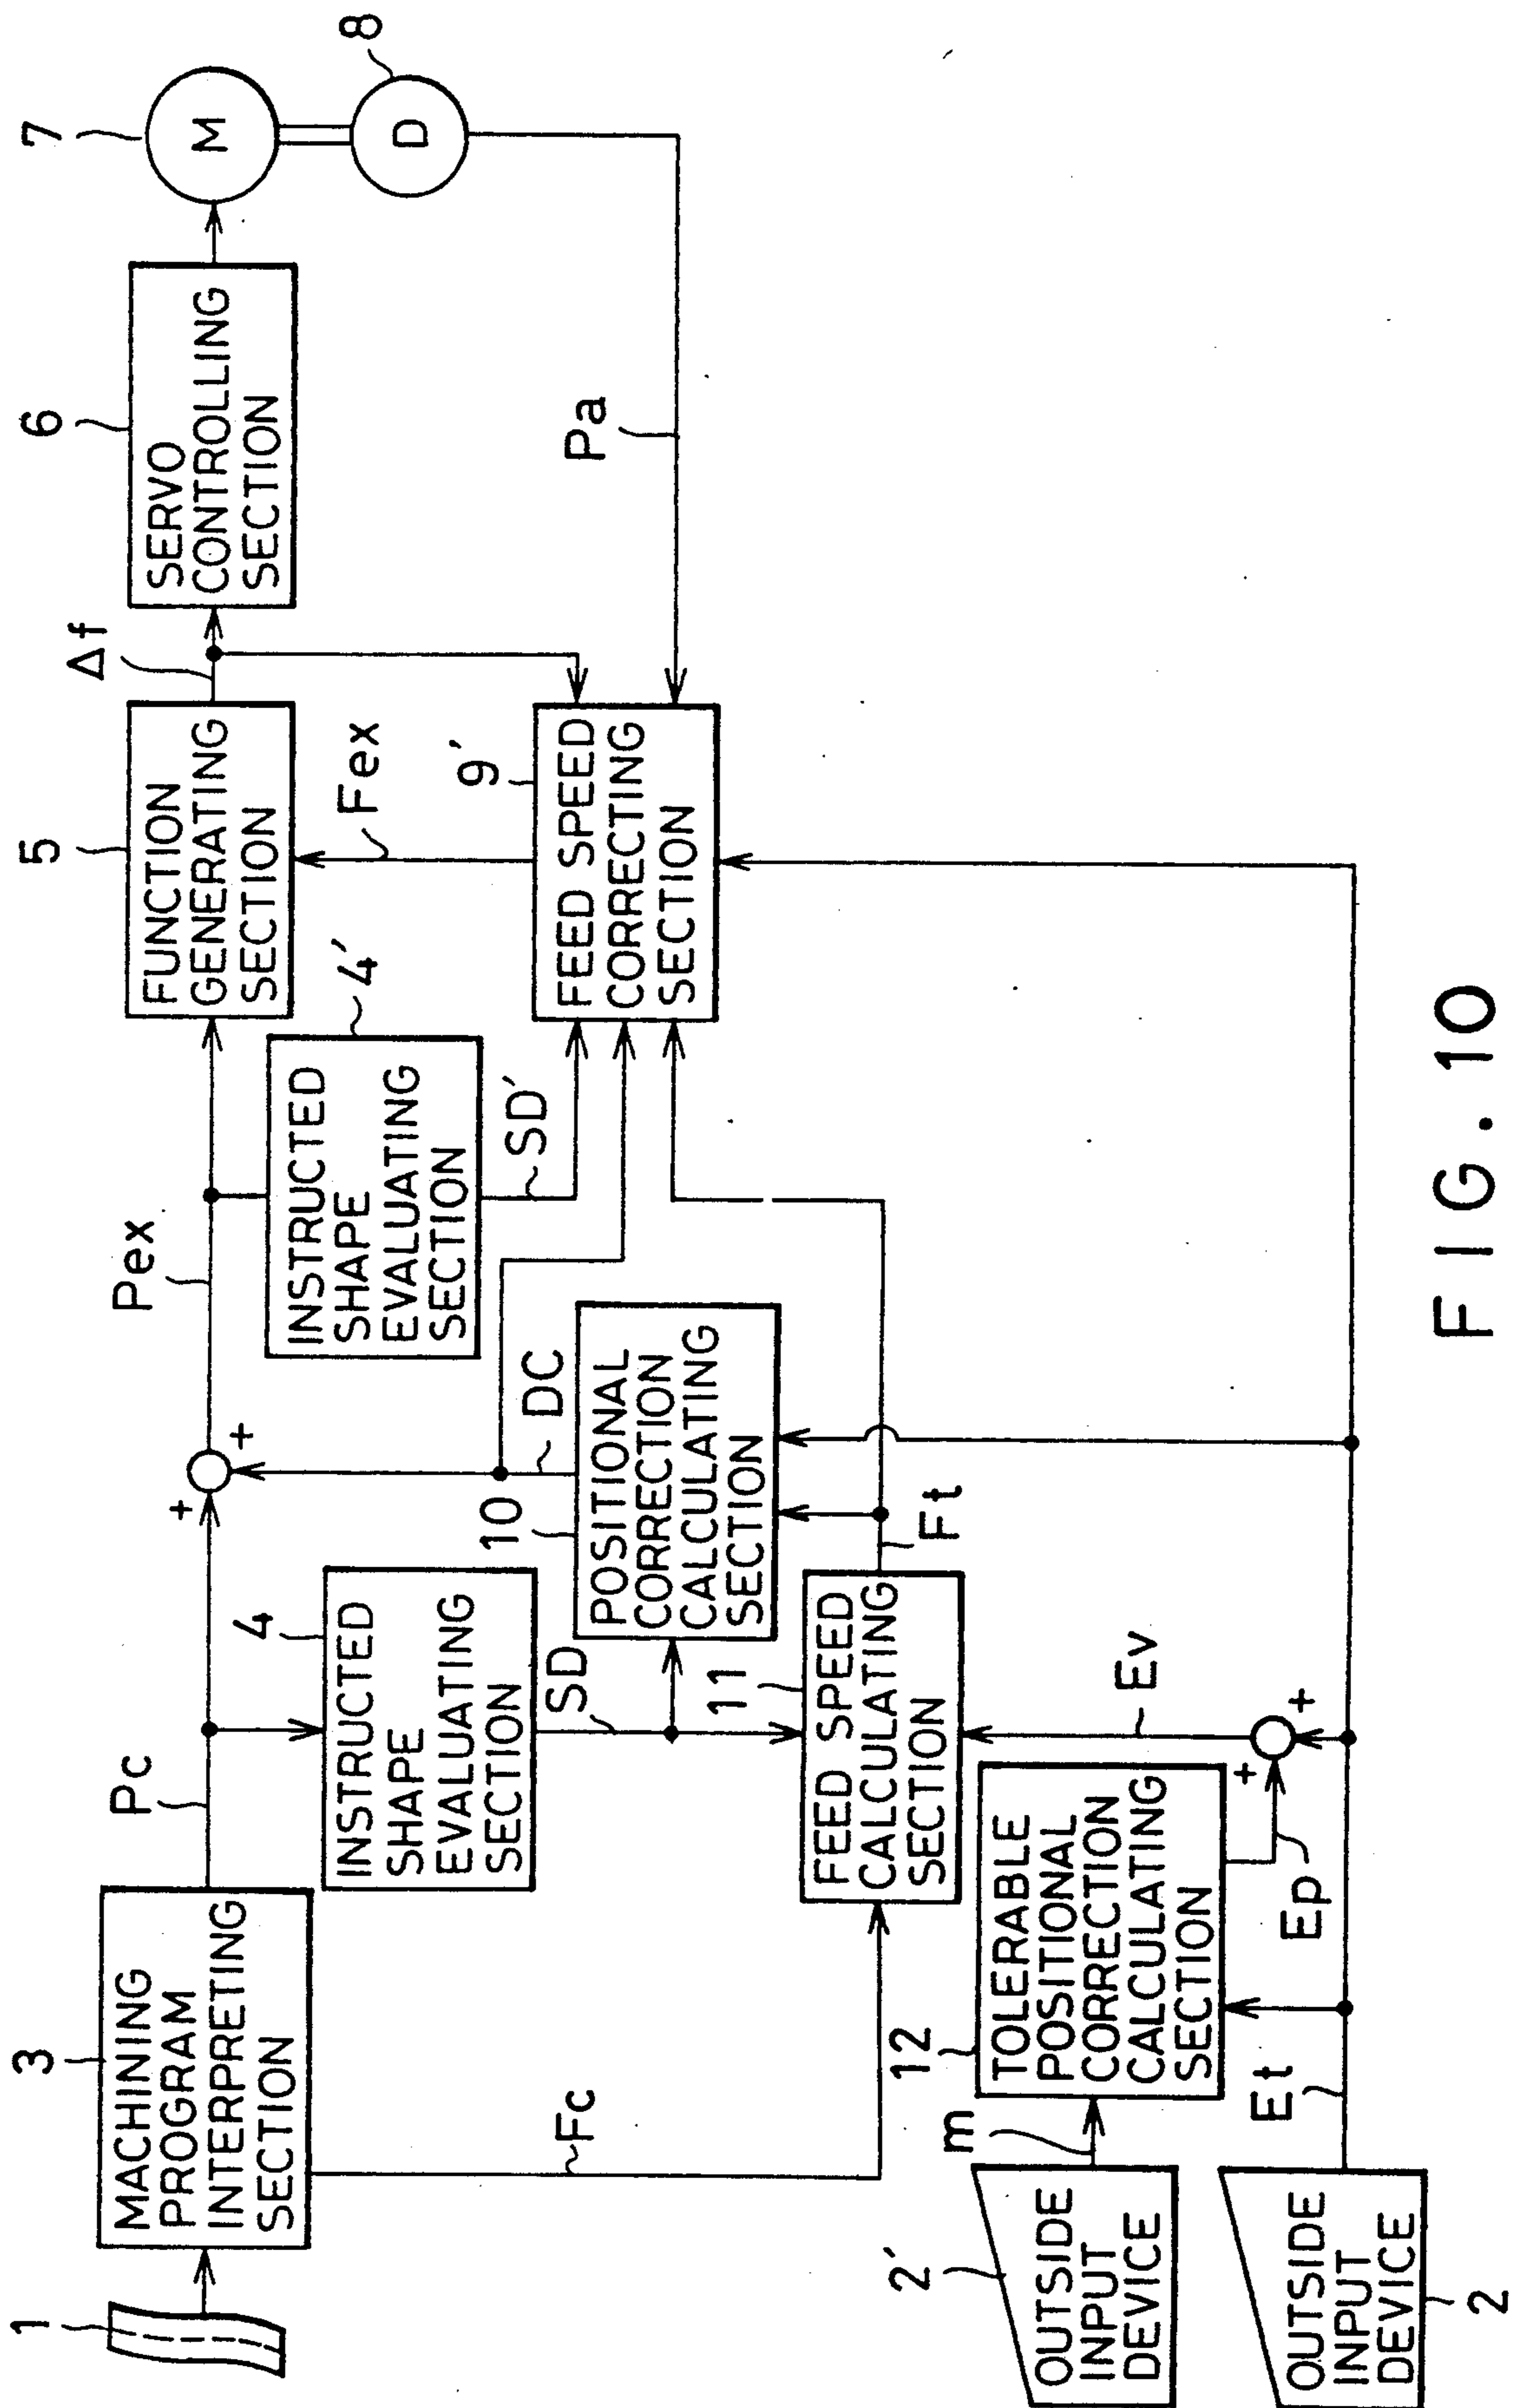 1
3
MACHINING
PROGRAM
INTERPRETING
SECTION
Pc
+
+
Pex
5
FUNCTION
GENERATING
SECTION
Δf
6
SERVO
CONTROLLING
SECTION
7
M
8
D
4
INSTRUCTED
SHAPE
EVALUATING
SECTION
SD
4'
INSTRUCTED
SHAPE
EVALUATING
SECTION
SD'
Fex
9'
FEED SPEED
CORRECTING
SECTION
Pa
10
POSITIONAL
CORRECTION
CALCULATING
SECTION
DC
Fc
11
FEED SPEED
CALCULATING
SECTION
Ft
2'
OUTSIDE
INPUT
DEVICE
m
12
TOLERABLE
POSITIONAL
CORRECTION
CALCULATING
SECTION
Ep
+
+
Ev
2
OUTSIDE
INPUT
DEVICE
Et
FIG. 10